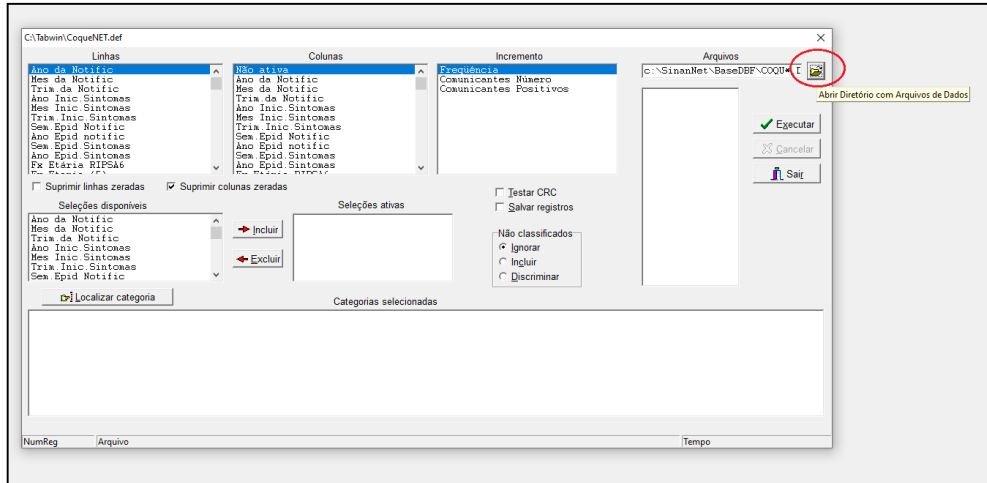 C:\Tabwin\CoqueNET.def
Linhas
Ano da Notific
Mes da Notific
Trim.da Notific
Ano Inic.Sintomas
Mes Inic.Sintomas
Trim.Inic.Sintomas
Sem.Epid Notific
Ano Epid notific
Sem.Epid.Sintomas
Ano Epid.Sintomas
Fx Etária RIPSA6
Colunas
Não ativa
Ano da Notific
Mes da Notific
Trim.da Notific
Ano Inic.Sintomas
Mes Inic.Sintomas
Trim.Inic.Sintomas
Sem.Epid Notific
Ano Epid notific
Sem.Epid.Sintomas
Ano Epid.Sintomas
Incremento
Freqüência
Comunicantes Número
Comunicantes Positivos
Arquivos
c:\SinanNet\BaseDBF\COQU*
Abrir Diretório com Arquivos de Dados
Executar
Cancelar
Sair
Suprimir linhas zeradas
Suprimir colunas zeradas
Testar CRC
Salvar registros
Seleções disponíveis
Ano da Notific
Mes da Notific
Trim.da Notific
Ano Inic.Sintomas
Mes Inic.Sintomas
Trim.Inic.Sintomas
Sem.Epid Notific
Incluir
Excluir
Seleções ativas
Não classificados
Ignorar
Incluir
Discriminar
Localizar categoria
Categorias selecionadas
NumReg Arquivo Tempo